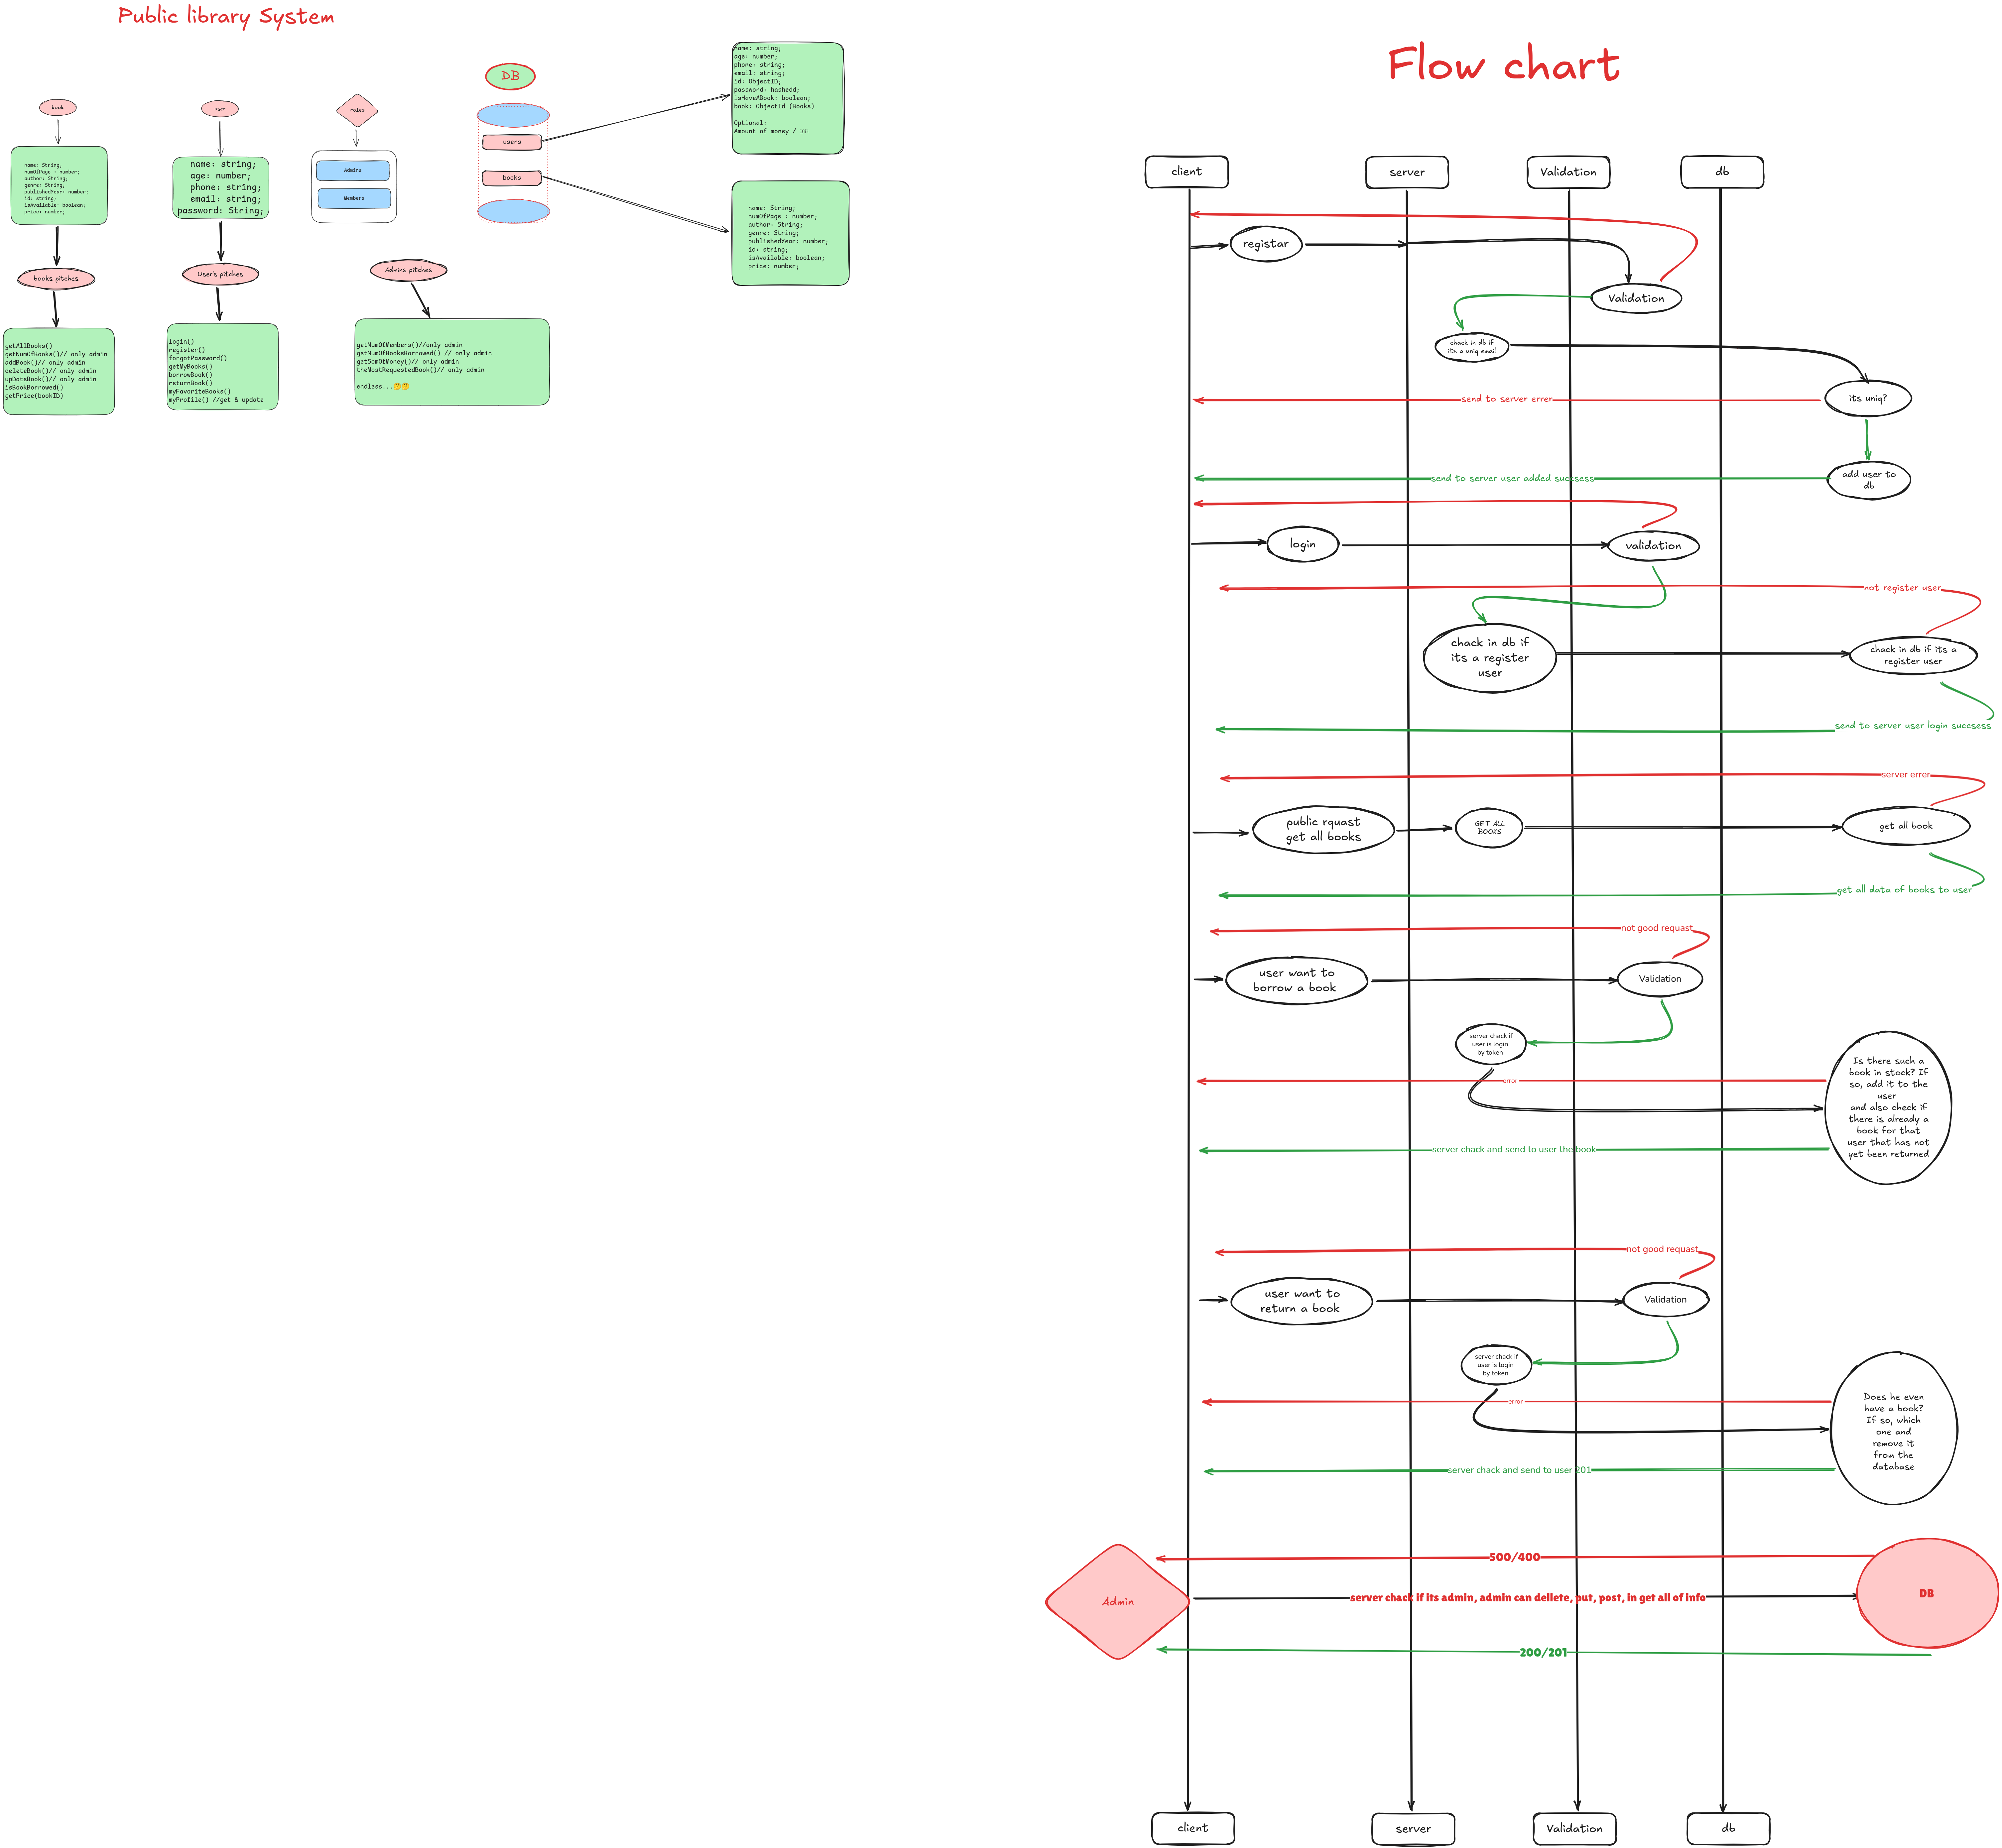 Public library System
book
name: String;
numOfPage : number;
author: String;
genre: String;
publishedYear: number;
id: string;
isAvailable: boolean;
price: number;
books pitches
getAllBooks()
getNumOfBooks()// only admin
addBook()// only admin
deleteBook()// only admin
upDateBook()// only admin
isBookBorrowed()
getPrice(bookID)
user
name: string;
age: number;
phone: string;
email: string;
password: String;
User's pitches
login()
register()
forgotPassword()
getMyBooks()
borrowBook()
returnBook()
myFavoriteBooks()
myProfile() //get & update
roles
Admins
Members
Admins pitches
getNumOfMembers()//only admin
getNumOfBooksBorrowed() // only admin
getSomOfMoney()// only admin
theMostRequestedBook()// only admin
endless...🤔🤔
DB
users
books
name: string;
age: number;
phone: string;
email: string;
id: ObjectID;
password: hashedd;
isHaveABook: boolean;
book: ObjectId (Books)
Optional:
Amount of money /
name: String;
numOfPage : number;
author: String;
genre: String;
publishedYear: number;
id: string;
isAvailable: boolean;
price: number;
Flow chart
client
server
Validation
db
registar
Validation
chack in db if
its a uniq email
its uniq?
send to server errer
add user to
db
send to server user added sucsess
login
validation
not register user
chack in db if
its a register
user
chack in db if its a
register user
send to server user login succsess
server errer
public rquast
get all books
GET ALL
BOOKS
get all book
get all data of books to user
not good requast
user want to
borrow a book
Validation
server chack if
user is login
by token
error
Is there such a
book in stock? If
so, add it to the
user
and also check if
there is already a
book for that
user that has not
yet been returned
server chack and send to user the book
not good requast
user want to
return a book
Validation
server chack if
user is login
by token
error
Does he even
have a book?
If so, which
one and
remove it
from the
database
server chack and send to user 201
500/400
Admin
server chack if its admin, admin can dellete, put, post, in get all of info
DB
200/201
client
server
Validation
db